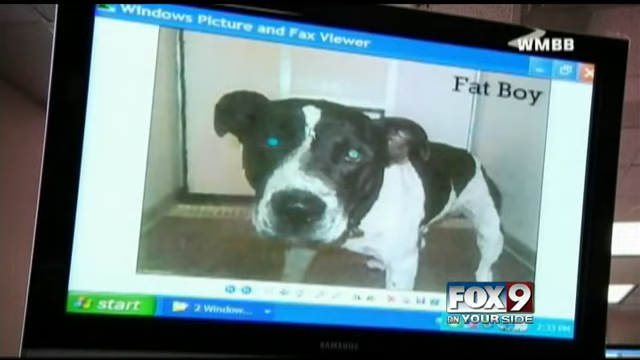 WMBB
Windows Picture and Fax Viewer
Fat Boy
start
2 Window...
2:33 PM
SAMSUNG
FOX 9
ON YOUR SIDE